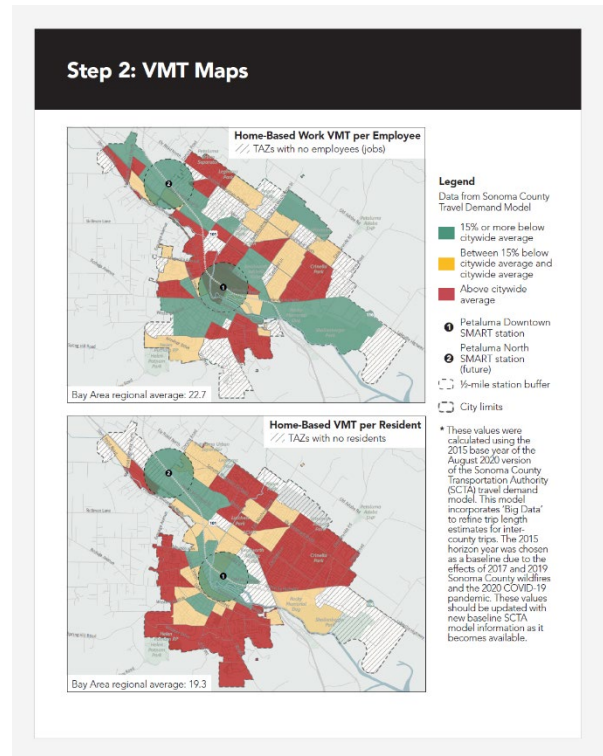 Step 2: VMT Maps
Home-Based Work VMT per Employee
TAZs with no employees (jobs)
101
2
1
Bay Area regional average: 22.7
Home-Based VMT per Resident
TAZs with no residents
101
2
1
Bay Area regional average: 19.3
Legend
Data from Sonoma County
Travel Demand Model
15% or more below
citywide average
Between 15% below
citywide average and
citywide average
Above citywide
average
1 Petaluma Downtown
SMART station
2 Petaluma North
SMART station
(future)
½-mile station buffer
City limits
* These values were
calculated using the
2015 base year of the
August 2020 version
of the Sonoma County
Transportation Authority
(SCTA) travel demand
model. This model
incorporates 'Big Data'
to refine trip length
estimates for inter-
county trips. The 2015
horizon year was chosen
as a baseline due to the
effects of 2017 and 2019
Sonoma County wildfires
and the 2020 COVID-19
pandemic. These values
should be updated with
new baseline SCTA
model information as it
becomes available.